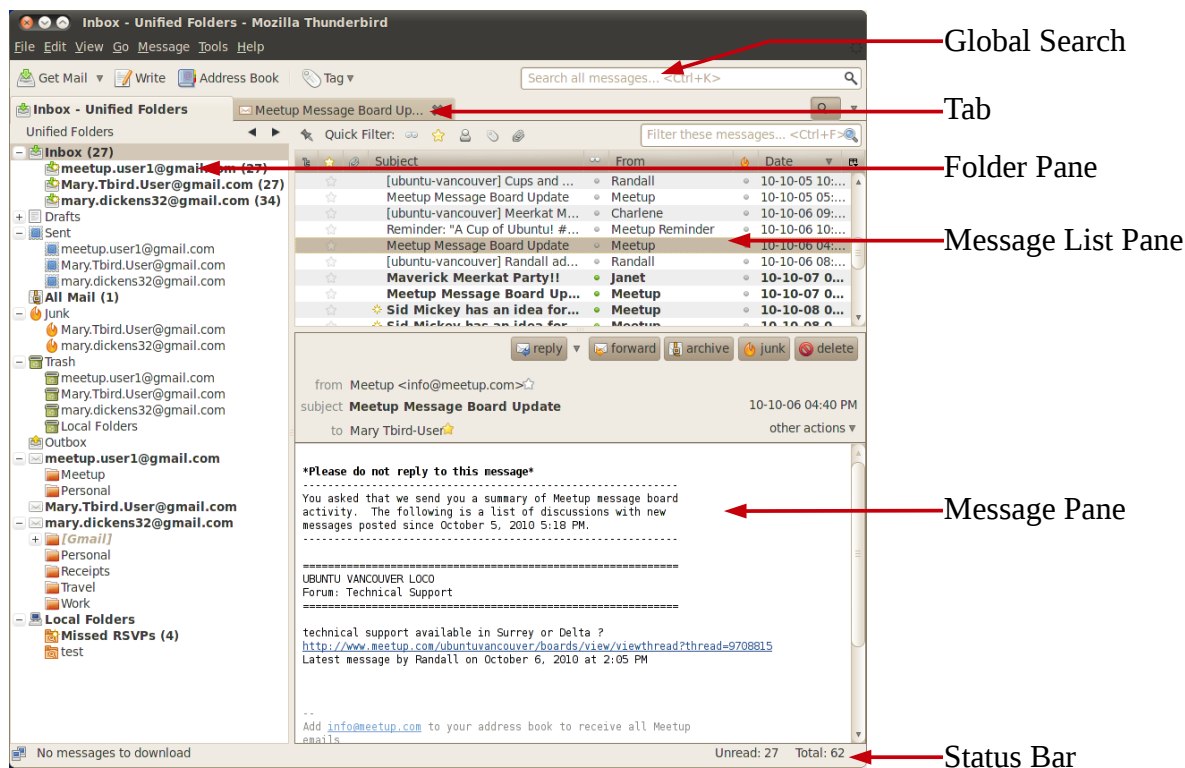 Inbox - Unified Folders - Mozilla Thunderbird
File Edit View Go Message Tools Help
Global Search
Get Mail Write Address Book Tag
Search all messages... <Ctrl+K>
Inbox - Unified Folders
Meetup Message Board Up...
Tab
Unified Folders
Quick Filter:
Filter these messages... <Ctrl+F>
Subject From Date
Inbox (27)
meetup.user1@gmail.com (27)
Mary.Tbird.User@gmail.com (27)
mary.dickens32@gmail.com (34)
Drafts
Sent
meetup.user1@gmail.com
Mary.Tbird.User@gmail.com
mary.dickens32@gmail.com
All Mail (1)
Junk
Mary.Tbird.User@gmail.com
mary.dickens32@gmail.com
Trash
meetup.user1@gmail.com
Mary.Tbird.User@gmail.com
mary.dickens32@gmail.com
Local Folders
Outbox
meetup.user1@gmail.com
Meetup
Personal
Mary.Tbird.User@gmail.com
mary.dickens32@gmail.com
[Gmail]
Personal
Receipts
Travel
Work
Local Folders
Missed RSVPs (4)
test
Folder Pane
[ubuntu-vancouver] Cups and ... Randall 10-10-05 10:...
Meetup Message Board Update Meetup 10-10-05 05:...
[ubuntu-vancouver] Meerkat M... Charlene 10-10-06 09:...
Reminder: "A Cup of Ubuntu! #... Meetup Reminder 10-10-06 10:...
Meetup Message Board Update Meetup 10-10-06 04:...
[ubuntu-vancouver] Randall ad... Randall 10-10-06 08:...
Maverick Meerkat Party!! Janet 10-10-07 0...
Meetup Message Board Up... Meetup 10-10-07 0...
Sid Mickey has an idea for... Meetup 10-10-08 0...
Sid Mickey has an idea for... Meetup 10-10-08 0...
Message List Pane
reply forward archive junk delete
from Meetup <info@meetup.com>
subject Meetup Message Board Update 10-10-06 04:40 PM
to Mary Tbird-User other actions
*Please do not reply to this message*
----------------------------------------------------------
You asked that we send you a summary of Meetup message board
activity. The following is a list of discussions with new
messages posted since October 5, 2010 5:18 PM.
----------------------------------------------------------
==========================================================
UBUNTU VANCOUVER LOCO
Forum: Technical Support
==========================================================
technical support available in Surrey or Delta ?
http://www.meetup.com/ubuntuvancouver/boards/view/viewthread?thread=9708815
Latest message by Randall on October 6, 2010 at 2:05 PM
--
Add info@meetup.com to your address book to receive all Meetup
emails
Message Pane
No messages to download
Unread: 27 Total: 62
Status Bar